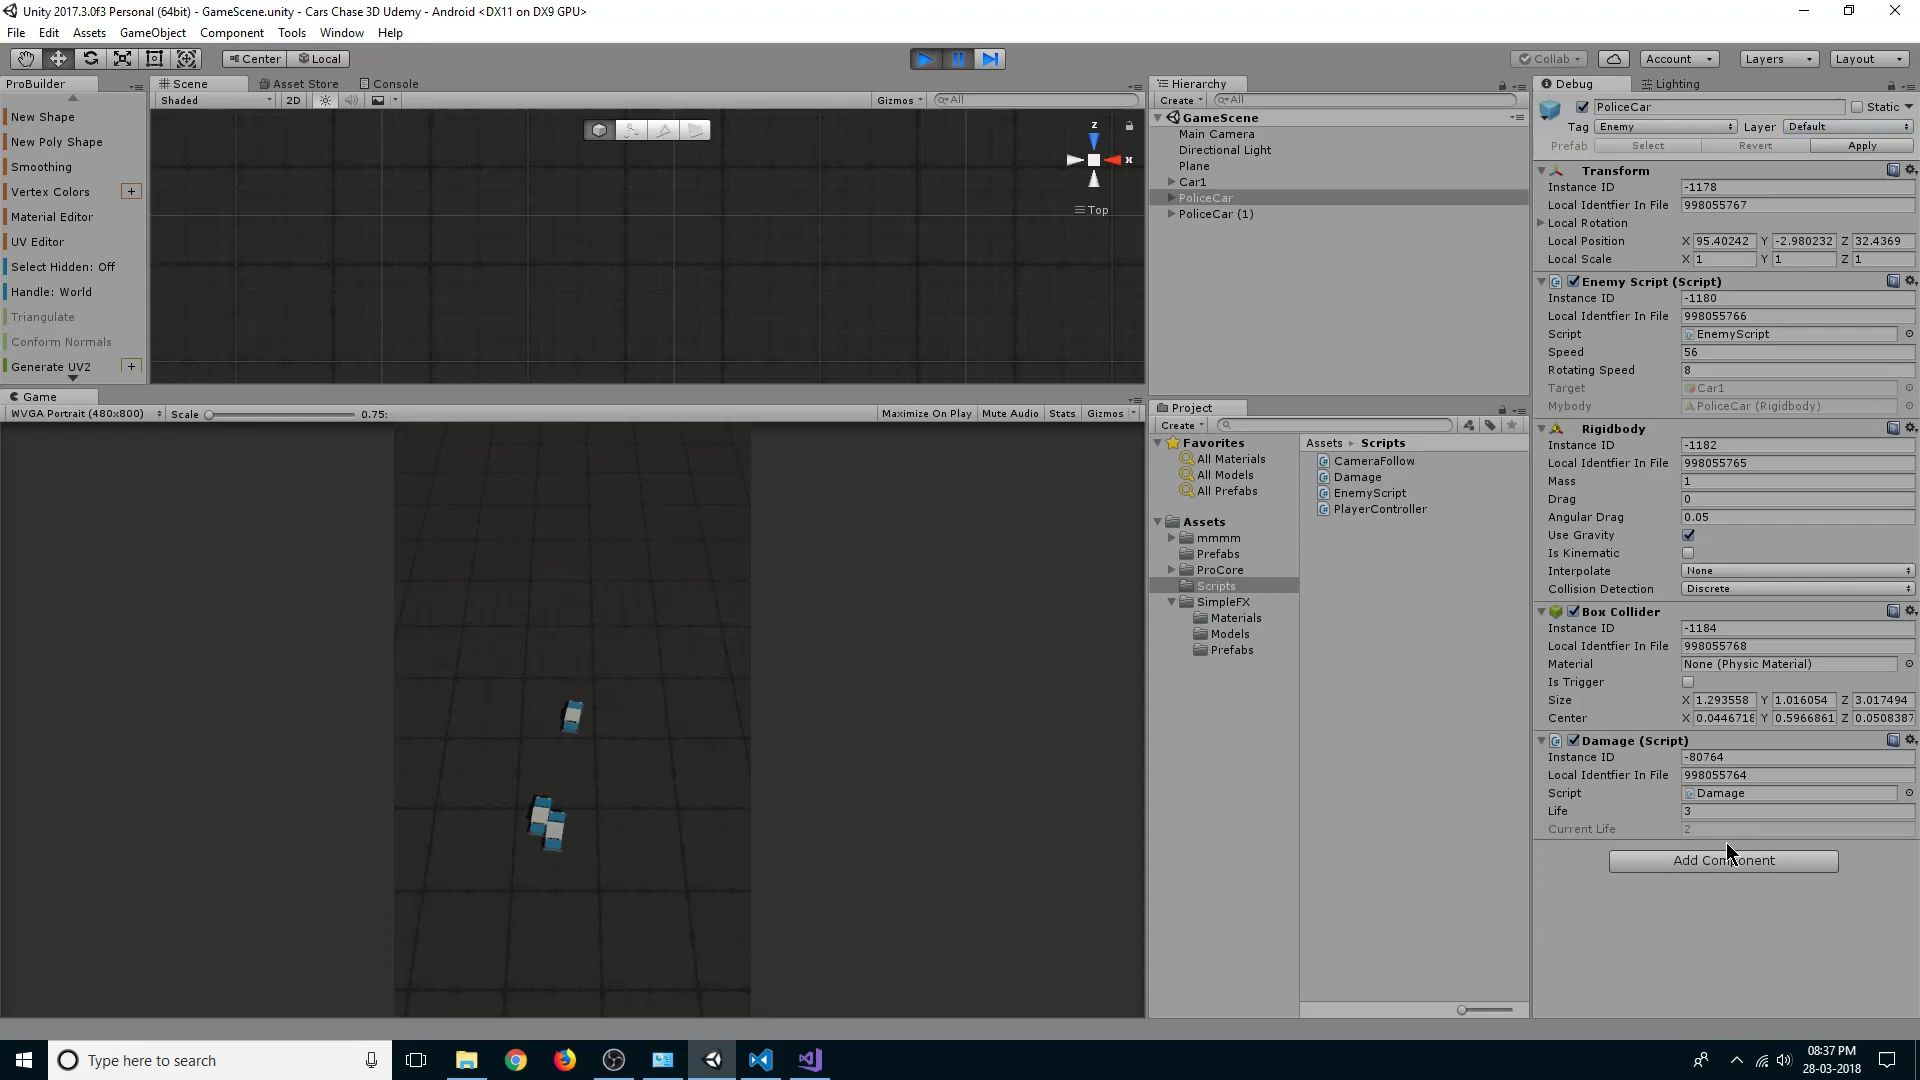 Unity 2017.3.0f3 Personal (64bit) - GameScene.unity - Cars Chase 3D Udemy - Android <DX11 on DX9 GPU>
File Edit Assets GameObject Component Tools Window Help
Center Local
Collab Account Layers Layout
ProBuilder
New Shape
New Poly Shape
Smoothing
Vertex Colors +
Material Editor
UV Editor
Select Hidden: Off
Handle: World
Triangulate
Conform Normals
Generate UV2 +
Scene Asset Store Console
Shaded 2D Gizmos All
z
x
Top
Game
WVGA Portrait (480x800) Scale 0.75: Maximize On Play Mute Audio Stats Gizmos
Hierarchy
Create All
GameScene
Main Camera
Directional Light
Plane
Car1
PoliceCar
PoliceCar (1)
Project
Create
Favorites
All Materials
All Models
All Prefabs
Assets
mmmm
Prefabs
ProCore
Scripts
SimpleFX
Materials
Models
Prefabs
Assets Scripts
CameraFollow
Damage
EnemyScript
PlayerController
Debug Lighting
PoliceCar Static
Tag Enemy Layer Default
Prefab Select Revert Apply
Transform
Instance ID -1178
Local Identfier In File 998055767
Local Rotation
Local Position X 95.40242 Y -2.980232 Z 32.4369
Local Scale X 1 Y 1 Z 1
Enemy Script (Script)
Instance ID -1180
Local Identfier In File 998055766
Script EnemyScript
Speed 56
Rotating Speed 8
Target Car1
Mybody PoliceCar (Rigidbody)
Rigidbody
Instance ID -1182
Local Identfier In File 998055765
Mass 1
Drag 0
Angular Drag 0.05
Use Gravity
Is Kinematic
Interpolate None
Collision Detection Discrete
Box Collider
Instance ID -1184
Local Identfier In File 998055768
Material None (Physic Material)
Is Trigger
Size X 1.293558 Y 1.016054 Z 3.017494
Center X 0.0446718 Y 0.5966861 Z 0.0508387
Damage (Script)
Instance ID -80764
Local Identfier In File 998055764
Script Damage
Life 3
Current Life 2
Add Component
Type here to search
08:37 PM
28-03-2018